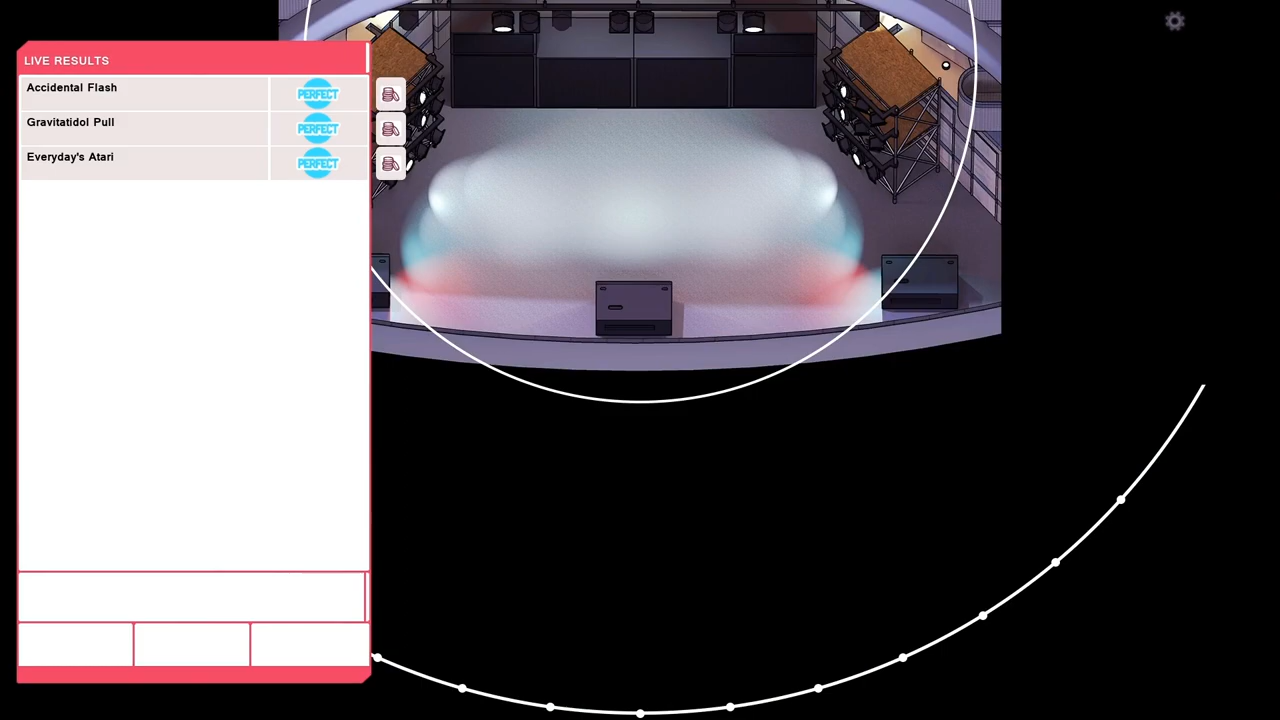 LIVE RESULTS
Accidental Flash
PERFECT
Gravitatidol Pull
PERFECT
Everyday's Atari
PERFECT